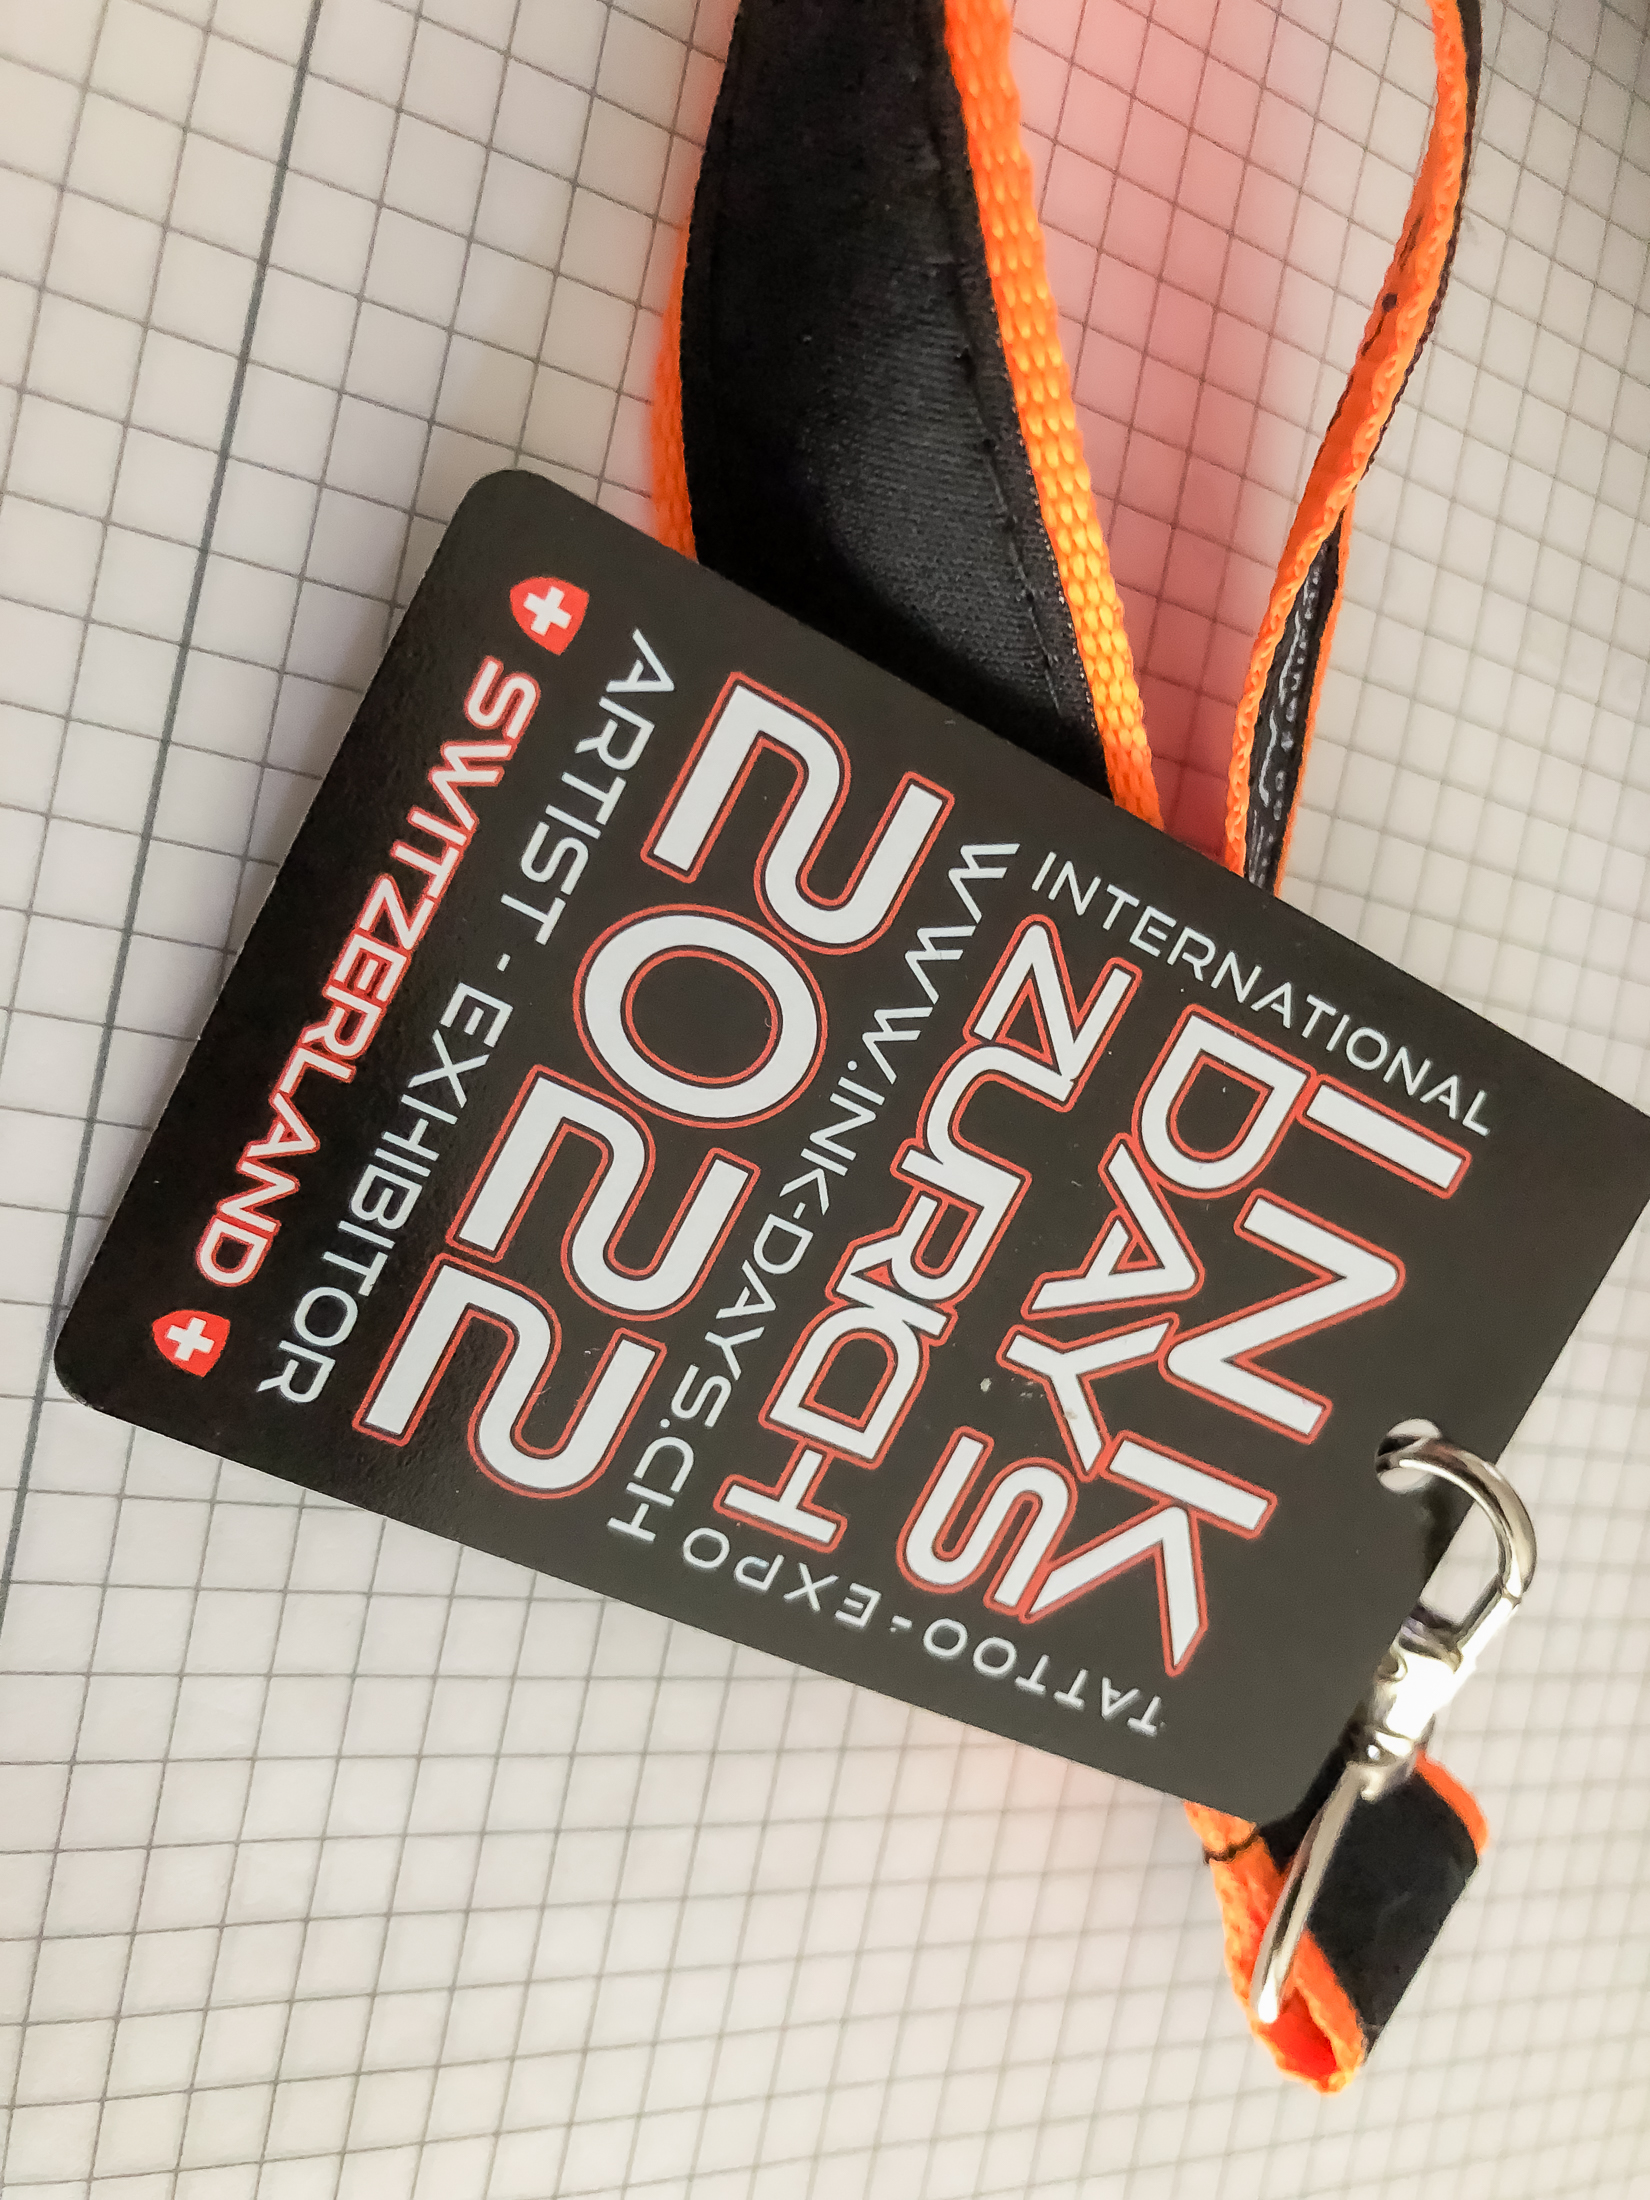 INTERNATIONAL
INK
DAYS
ZURICH
TATTOO-EXPO
WWW.INK-DAYS.CH
2022
ARTIST - EXHIBITOR
SWITZERLAND